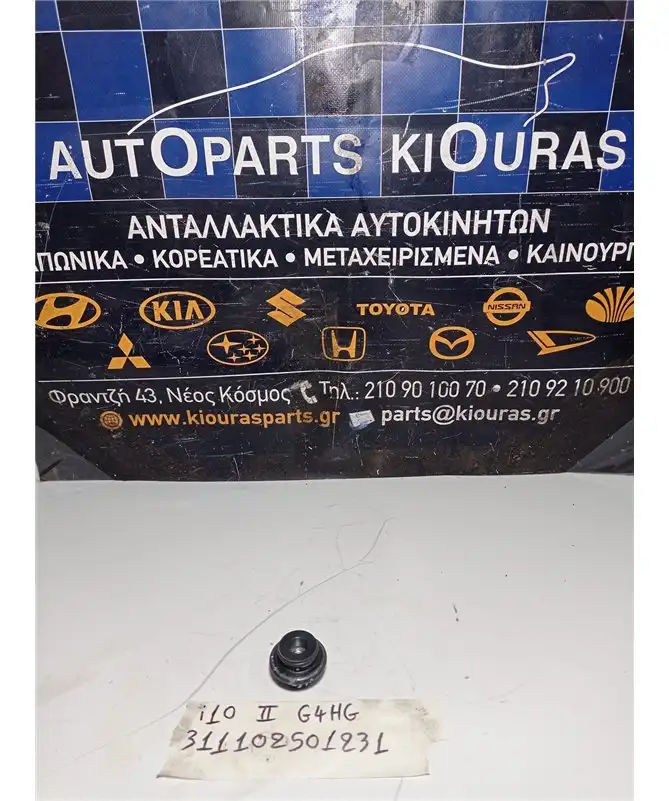 AUTOPARTS KIOURAS
ΑΝΤΑΛΛΑΚΤΙΚΑ ΑΥΤΟΚΙΝΗΤΩΝ
ΑΠΩΝΙΚΑ • ΚΟΡΕΑΤΙΚΑ • ΜΕΤΑΧΕΙΡΙΣΜΕΝΑ • ΚΑΙΝΟΥΡΓ
KIA TOYOTA NISSAN
Φραντζή 43, Νέος Κόσμος Τηλ.: 210 90 100 70 • 210 92 10 900
www.kiourasparts.gr parts@kiouras.gr
i10 II G4HG
311102501231